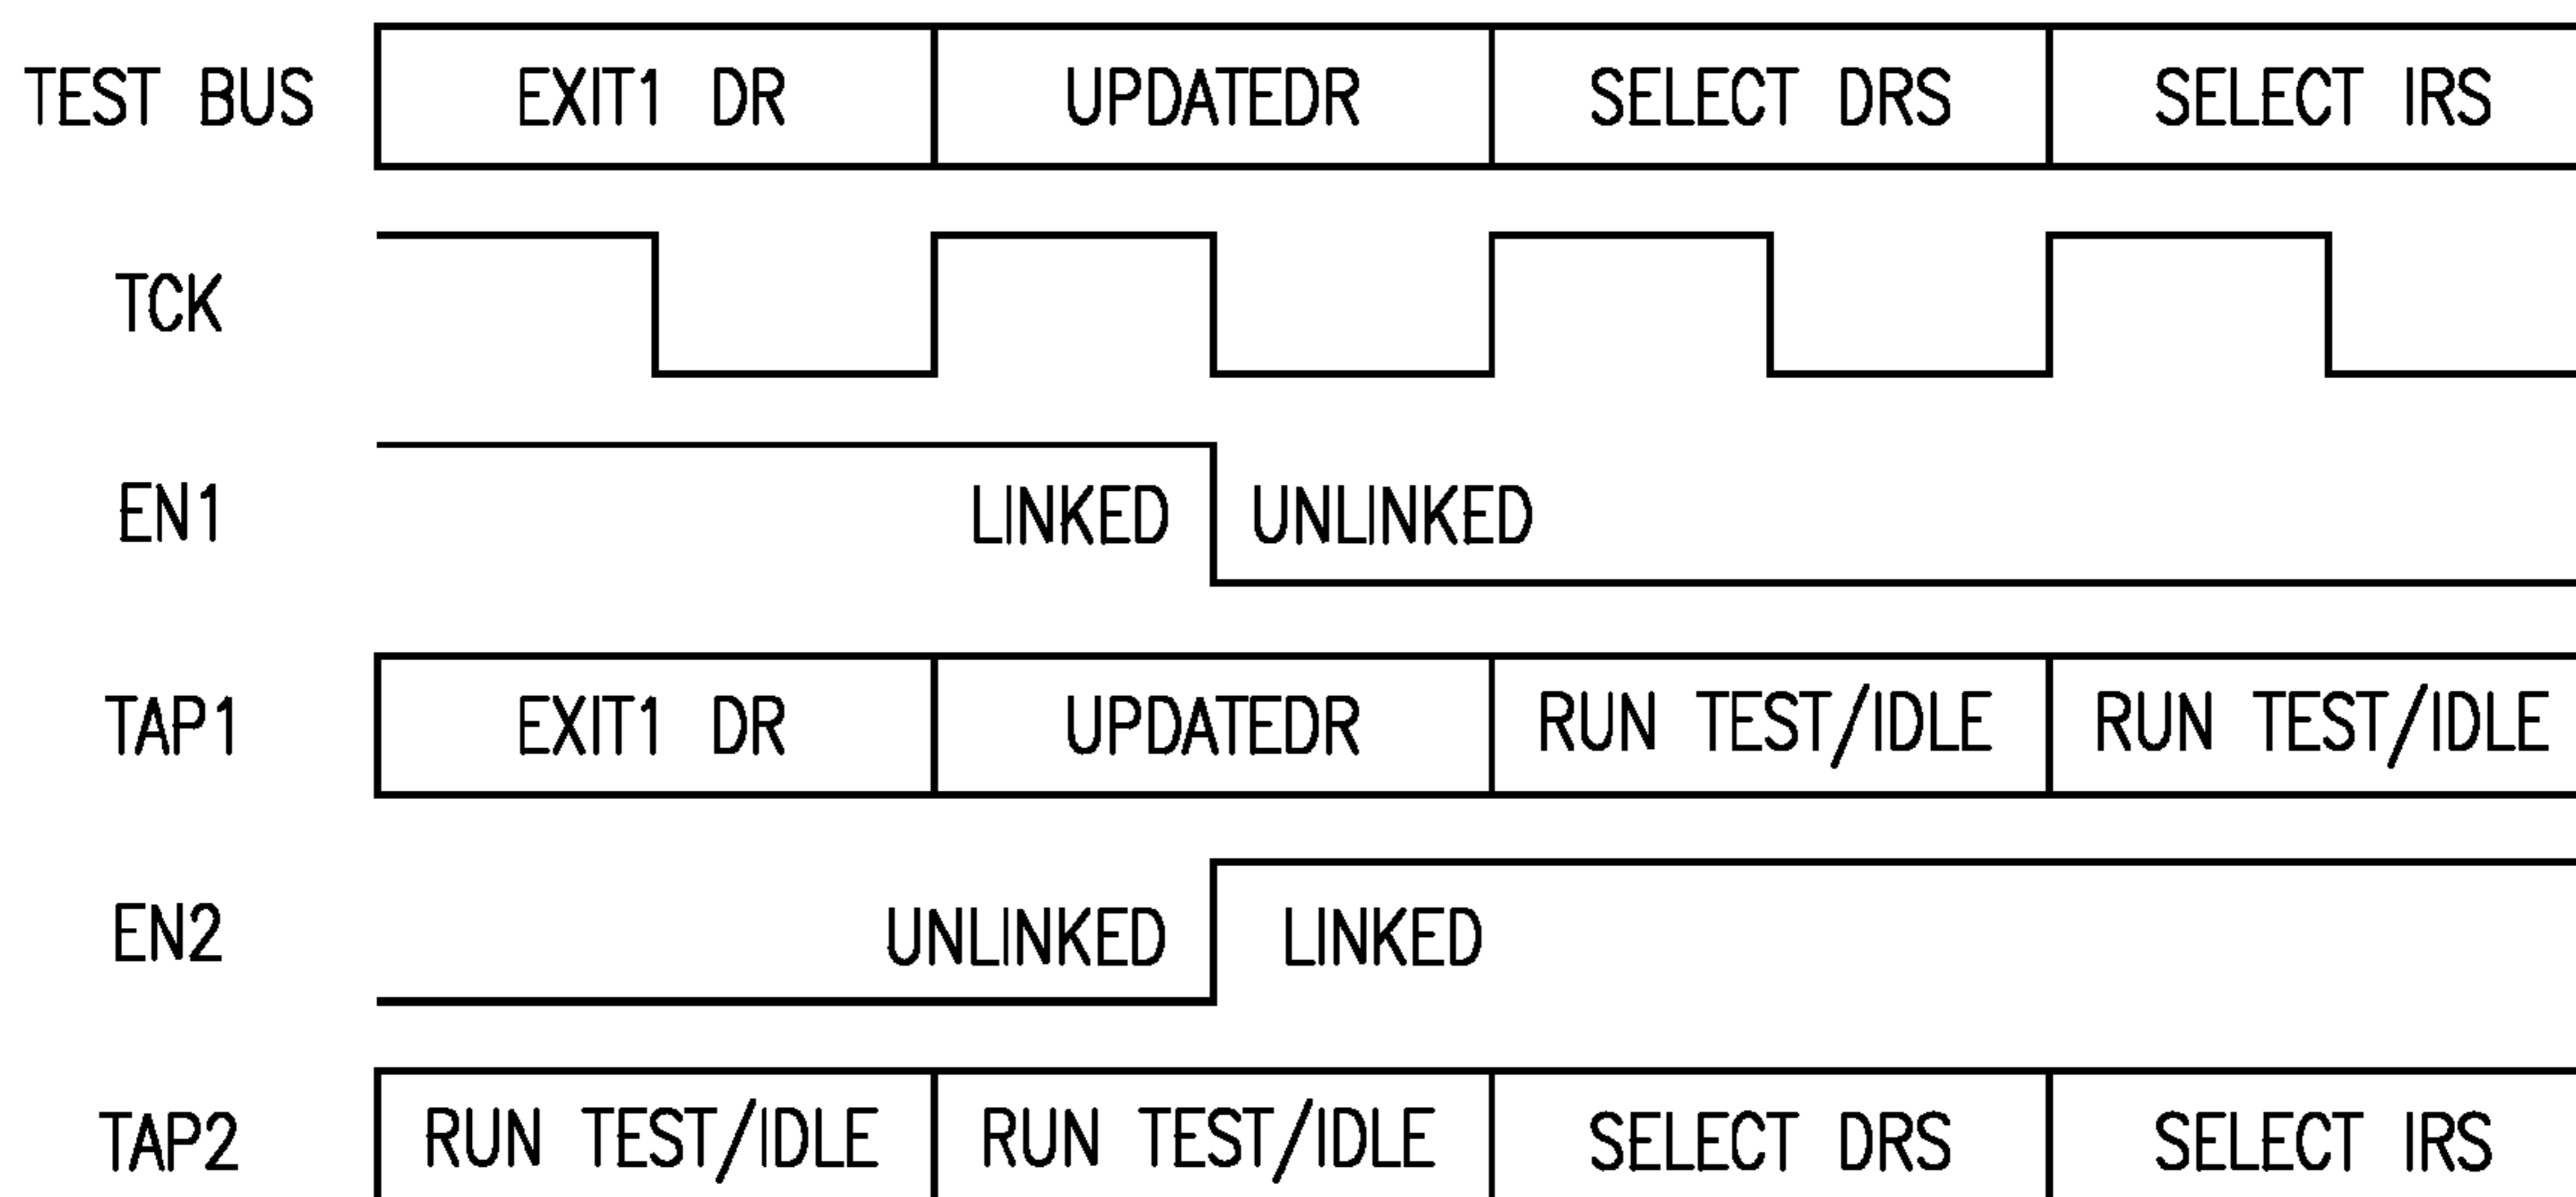 TEST BUS EXIT1 DR UPDATEDR SELECT DRS SELECT IRS
TCK
EN1 LINKED UNLINKED
TAP1 EXIT1 DR UPDATEDR RUN TEST/IDLE RUN TEST/IDLE
EN2 UNLINKED LINKED
TAP2 RUN TEST/IDLE RUN TEST/IDLE SELECT DRS SELECT IRS